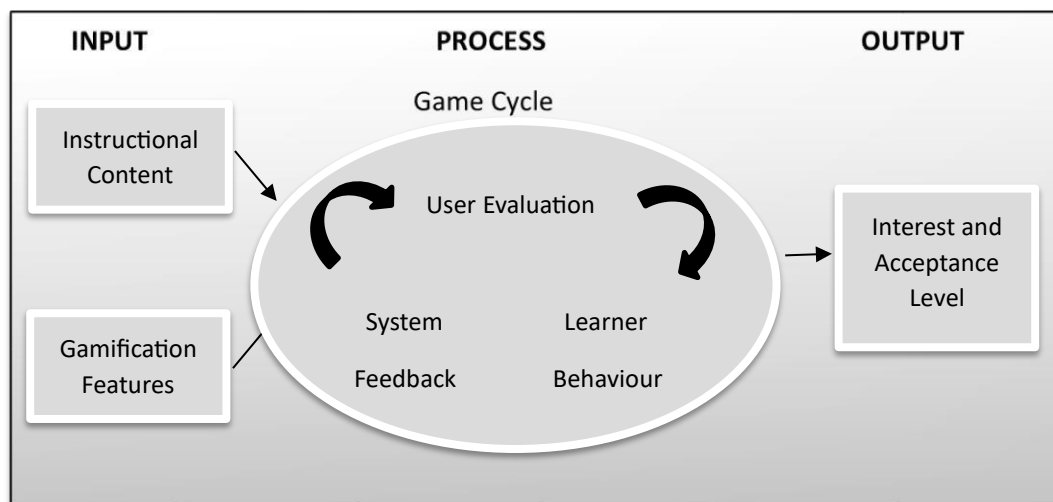 INPUT
PROCESS
OUTPUT
Game Cycle
Instructional
Content
User Evaluation
Interest and
Acceptance
Level
System
Feedback
Learner
Behaviour
Gamification
Features